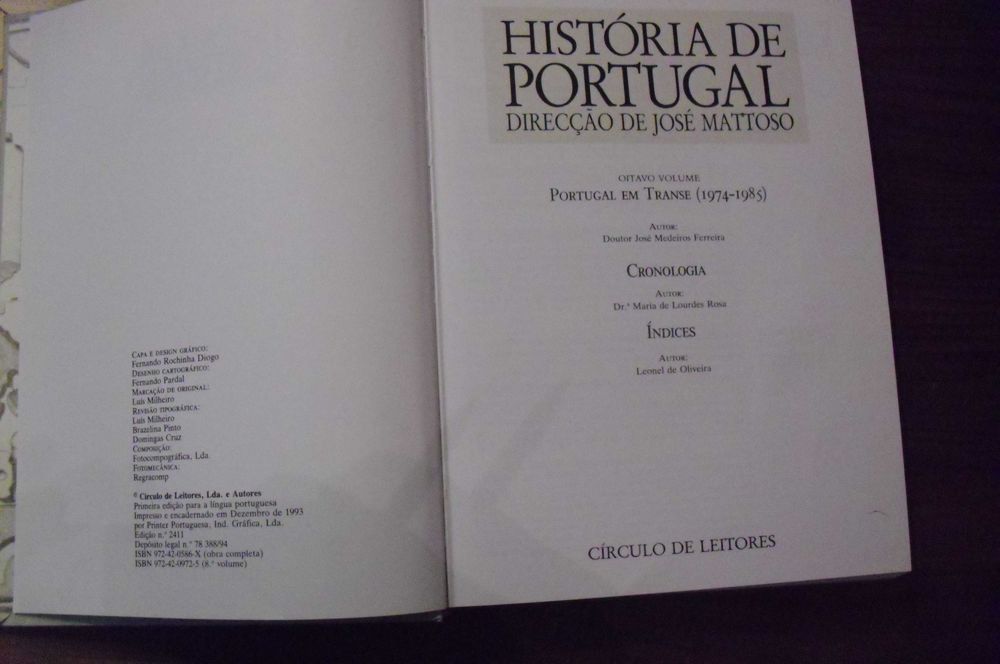 CAPA E DESIGN GRÁFICO:
Fernando Rochinha Diogo
DESENHO CARTOGRÁFICO:
Fernando Pardal
MARCAÇÃO DE ORIGINAL:
Luís Milheiro
REVISÃO TIPOGRÁFICA:
Luís Milheiro
Brazelina Pinto
Domingas Cruz
COMPOSIÇÃO:
Fotocompográfica, Lda.
FOTOMECÂNICA:
Regracomp
© Círculo de Leitores, Lda. e Autores
Primeira edição para a língua portuguesa
Impresso e encadernado em Dezembro de 1993
por Printer Portuguesa, Ind. Gráfica, Lda.
Edição n.º 2411
Depósito legal n.º 78 388/94
ISBN 972-42-0586-X (obra completa)
ISBN 972-42-0972-5 (8.º volume)
HISTÓRIA DE
PORTUGAL
DIRECÇÃO DE JOSÉ MATTOSO
OITAVO VOLUME
PORTUGAL EM TRANSE (1974-1985)
AUTOR:
Doutor José Medeiros Ferreira
CRONOLOGIA
AUTOR:
Dr.ª Maria de Lourdes Rosa
ÍNDICES
AUTOR:
Leonel de Oliveira
CÍRCULO DE LEITORES